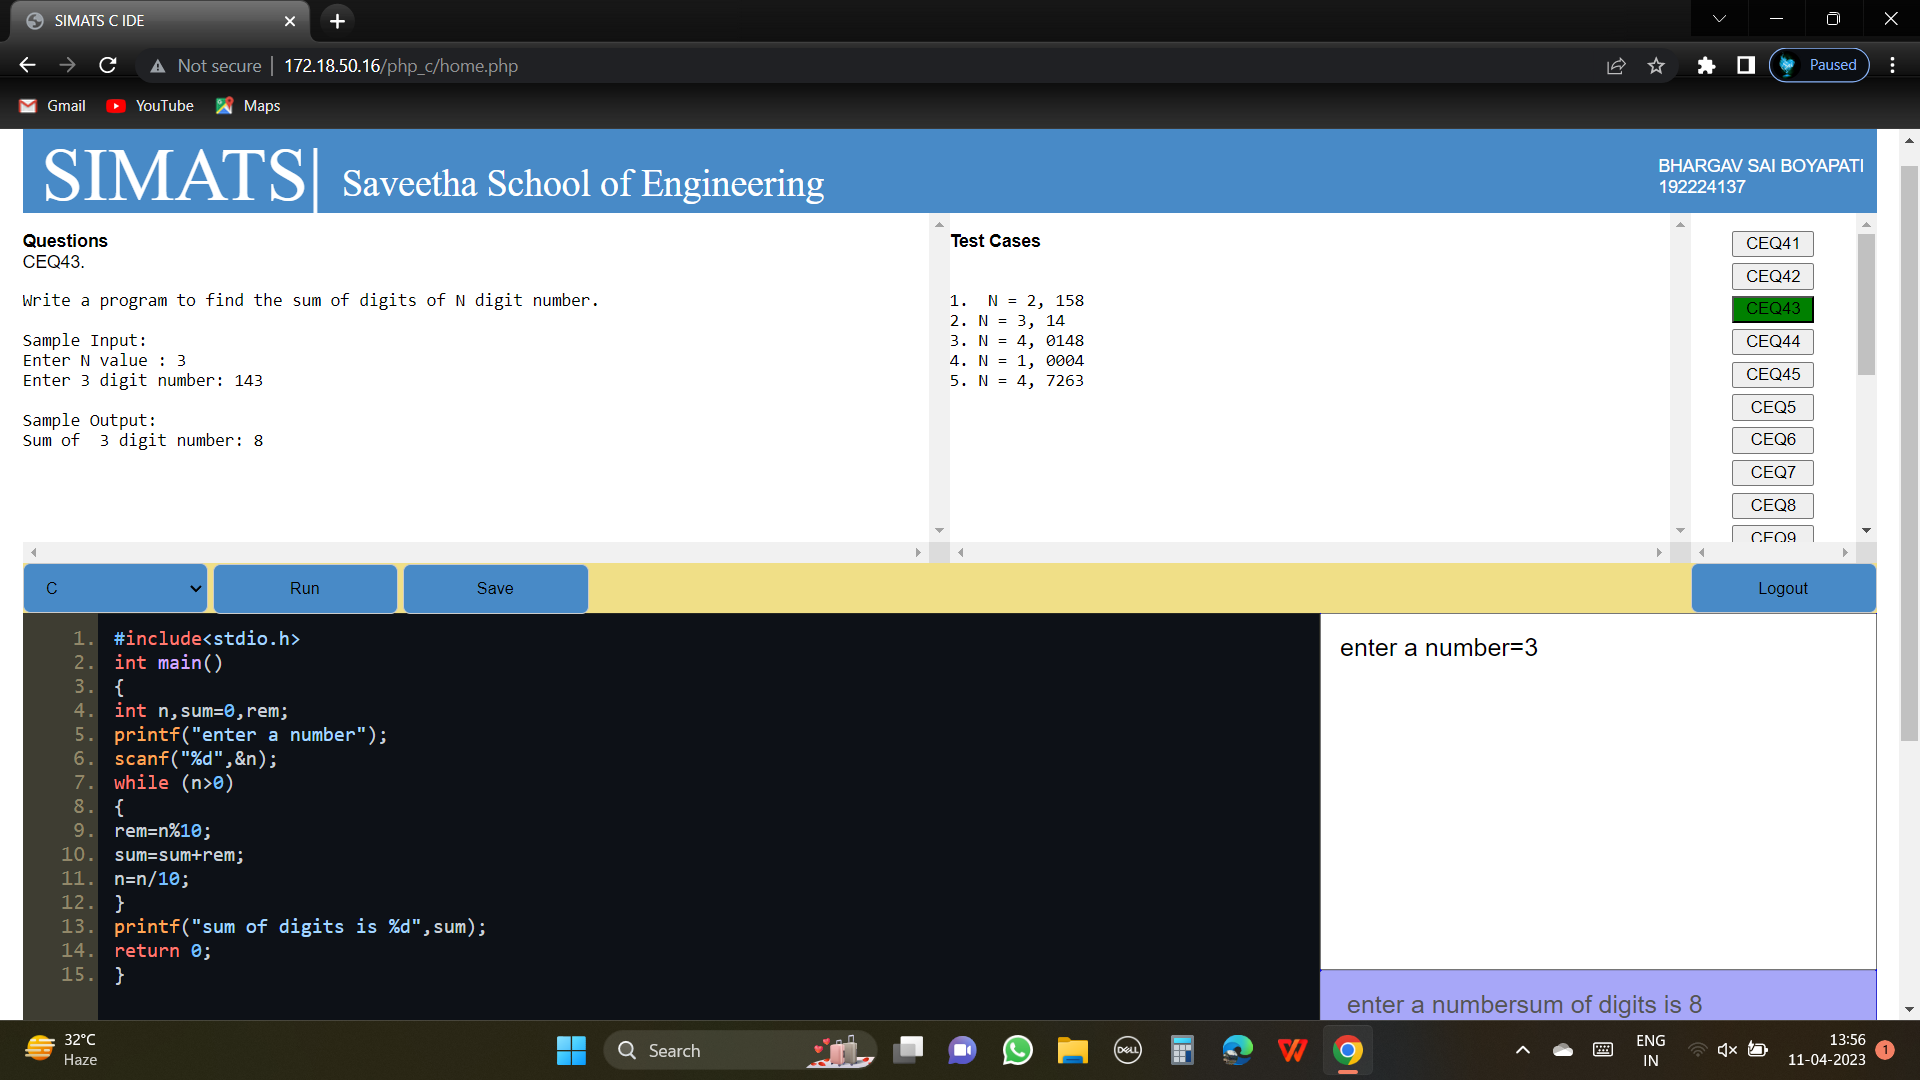 SIMATS C IDE
Not secure
172.18.50.16/php_c/home.php
Paused
Gmail
YouTube
Maps
SIMATS|
Saveetha School of Engineering
BHARGAV SAI BOYAPATI
192224137
Questions
CEQ43.
Write a program to find the sum of digits of N digit number.
Sample Input:
Enter N value : 3
Enter 3 digit number: 143
Sample Output:
Sum of  3 digit number: 8
Test Cases
1.  N = 2, 158
2. N = 3, 14
3. N = 4, 0148
4. N = 1, 0004
5. N = 4, 7263
CEQ41
CEQ42
CEQ43
CEQ44
CEQ45
CEQ5
CEQ6
CEQ7
CEQ8
CEQ9
C
Run
Save
Logout
1. #include<stdio.h>
2. int main()
3. {
4. int n,sum=0,rem;
5. printf("enter a number");
6. scanf("%d",&n);
7. while (n>0)
8. {
9. rem=n%10;
10. sum=sum+rem;
11. n=n/10;
12. }
13. printf("sum of digits is %d",sum);
14. return 0;
15. }
enter a number=3
enter a numbersum of digits is 8
32°C
Haze
Search
DELL
ENG
IN
13:56
11-04-2023
1